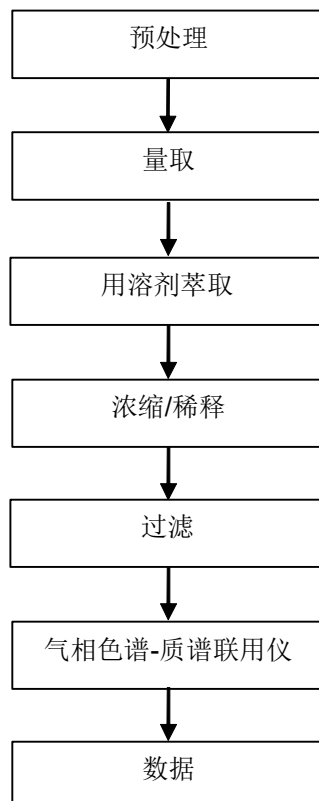 预处理
量取
用溶剂萃取
浓缩/稀释
过滤
气相色谱-质谱联用仪
数据